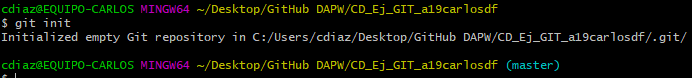 cdiaz@EQUIPO-CARLOS MINGW64 ~/Desktop/GitHub DAPW/CD_Ej_GIT_a19carlosdf
$ git init
Initialized empty Git repository in C:/Users/cdiaz/Desktop/GitHub DAPW/CD_Ej_GIT_a19carlosdf/.git/
cdiaz@EQUIPO-CARLOS MINGW64 ~/Desktop/GitHub DAPW/CD_Ej_GIT_a19carlosdf (master)
$